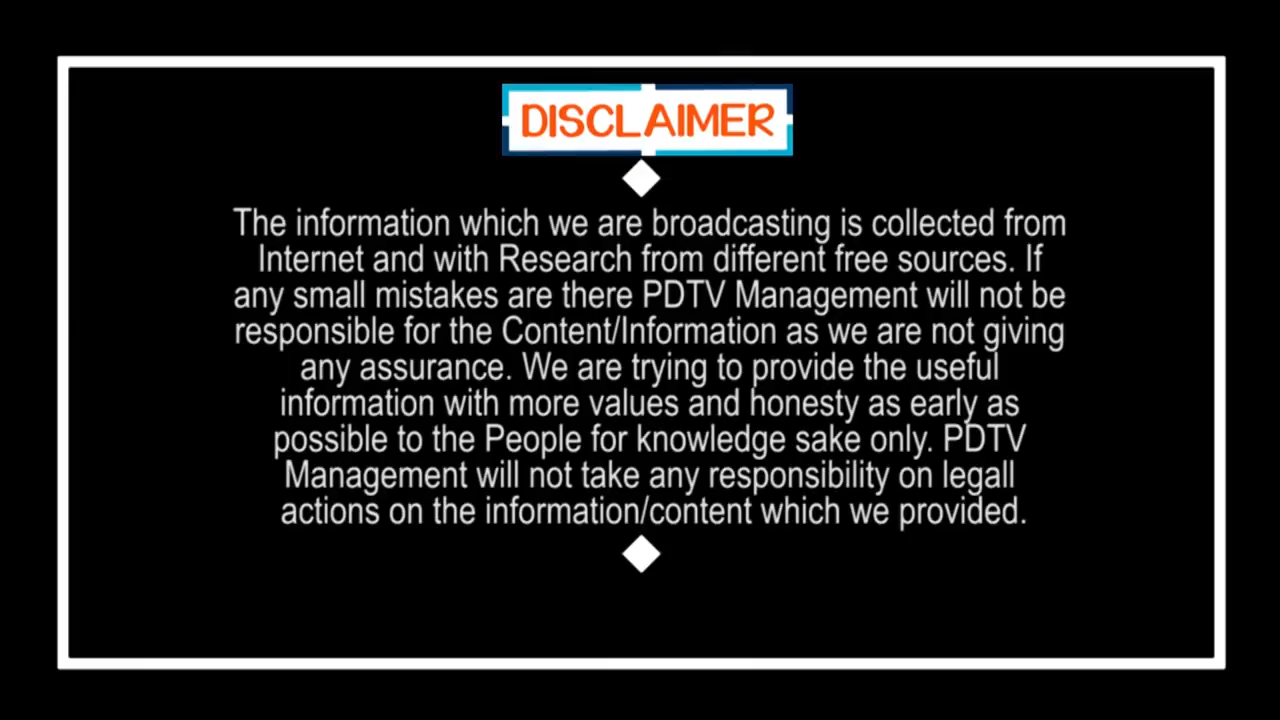 DISCLAIMER
The information which we are broadcasting is collected from
Internet and with Research from different free sources. If
any small mistakes are there PDTV Management will not be
responsible for the Content/Information as we are not giving
any assurance. We are trying to provide the useful
information with more values and honesty as early as
possible to the People for knowledge sake only. PDTV
Management will not take any responsibility on legall
actions on the information/content which we provided.